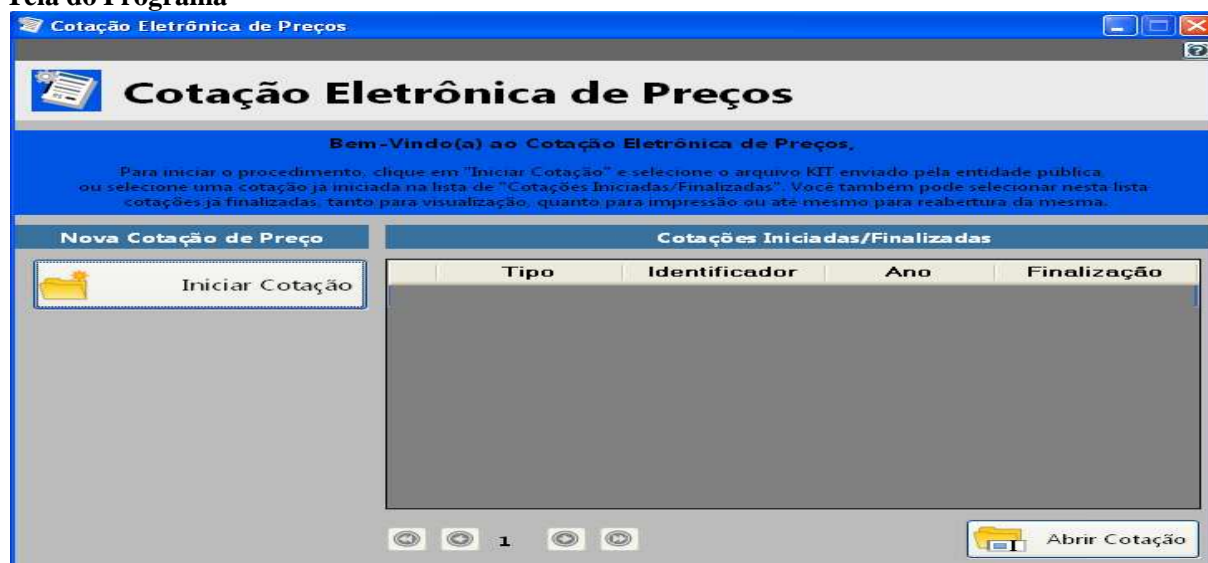 Tela do Programa
Cotação Eletrônica de Preços
Cotação Eletrônica de Preços
Bem-Vindo(a) ao Cotação Eletrônica de Preços,
Para iniciar o procedimento, clique em "Iniciar Cotação" e selecione o arquivo KIT enviado pela entidade pública,
ou selecione uma cotação já iniciada na lista de "Cotações Iniciadas/Finalizadas". Você também pode selecionar nesta lista
cotações já finalizadas, tanto para visualização, quanto para impressão ou até mesmo para reabertura da mesma.
Nova Cotação de Preço
Cotações Iniciadas/Finalizadas
Iniciar Cotação
Tipo Identificador Ano Finalização
1
Abrir Cotação